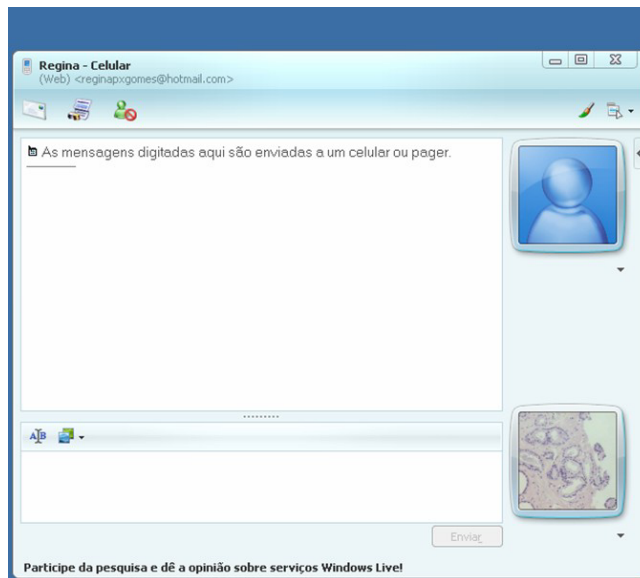 Regina - Celular
(Web) <reginapxgomes@hotmail.com>
As mensagens digitadas aqui são enviadas a um celular ou pager.
A B
Enviar
Participe da pesquisa e dê a opinião sobre serviços Windows Live!